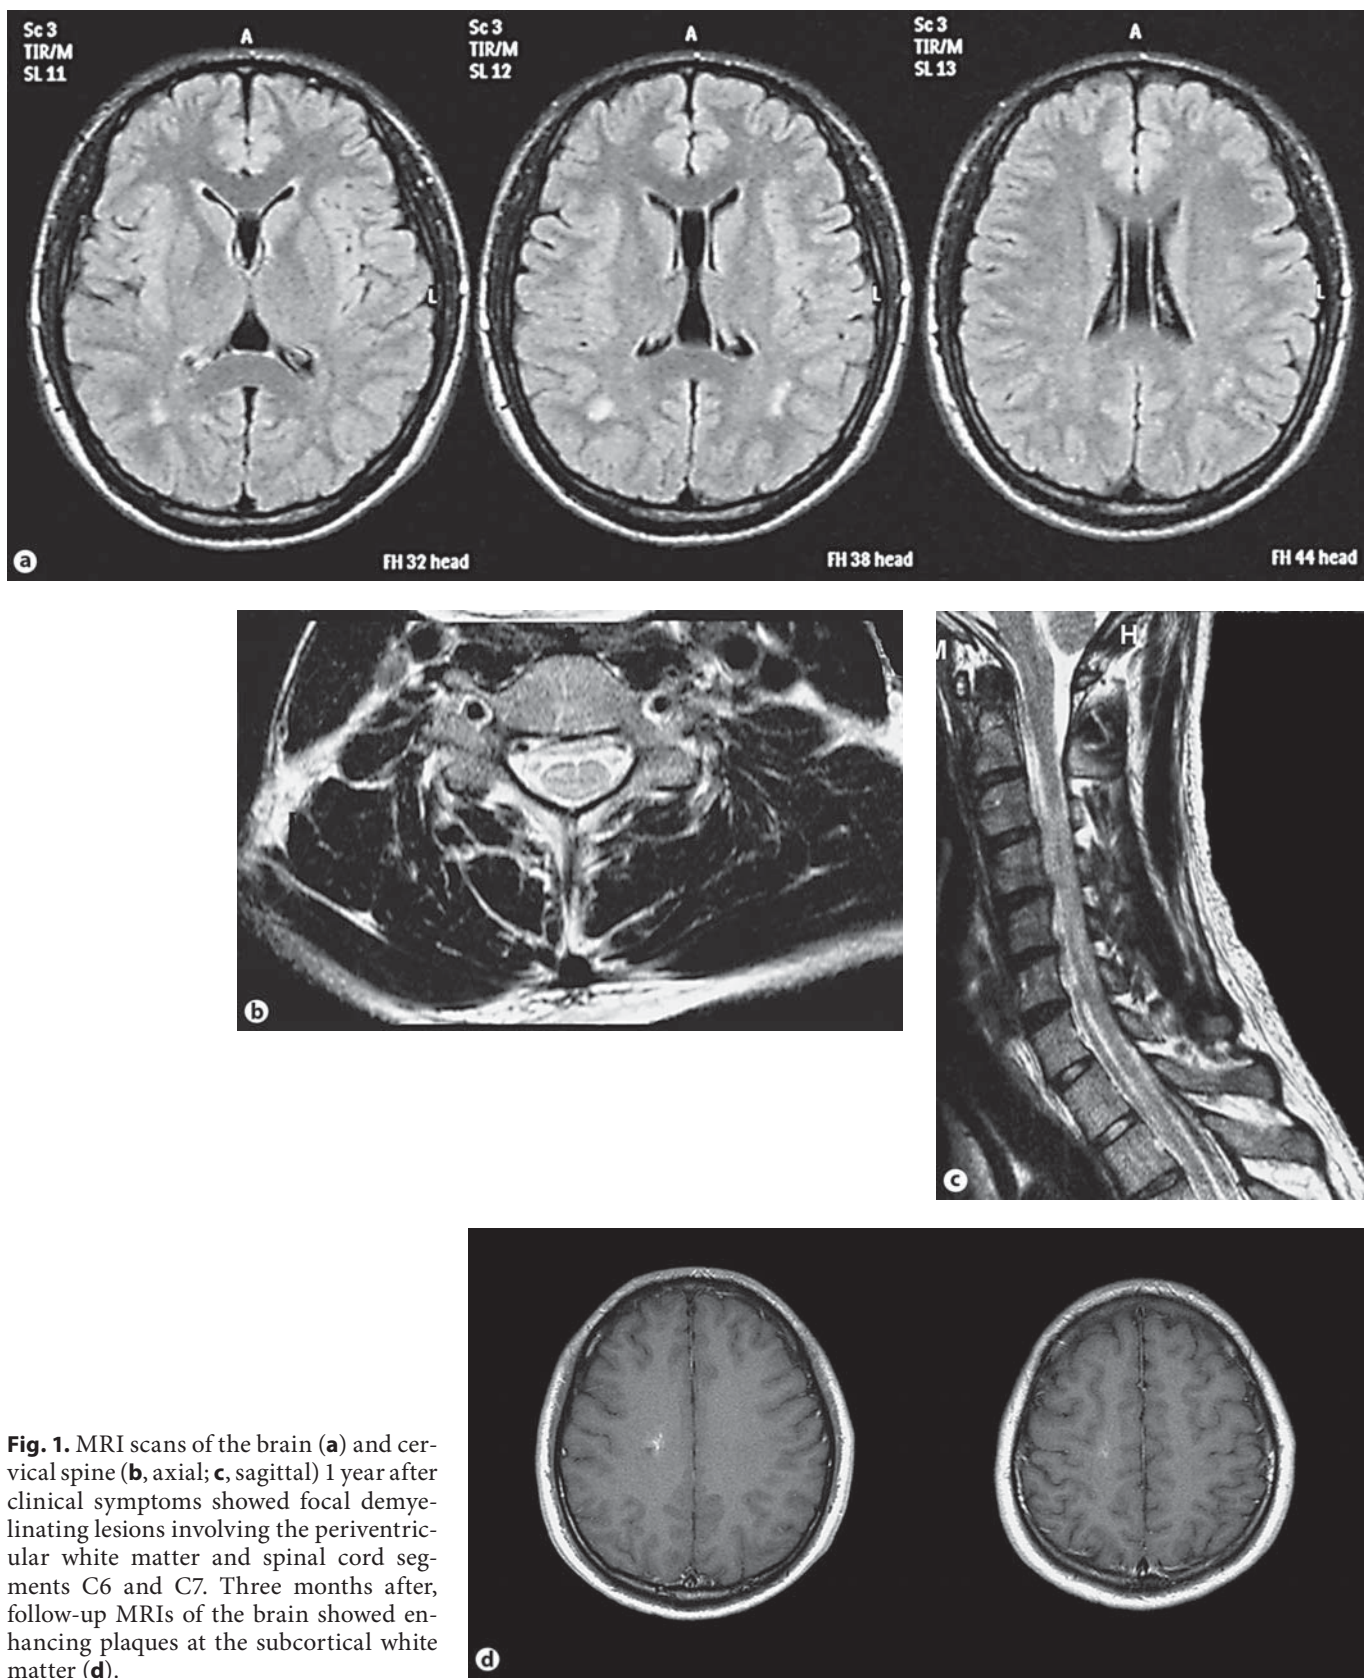 Sc 3
TIR/M
SL 11
A
L
FH 32 head
Sc 3
TIR/M
SL 12
A
L
FH 38 head
Sc 3
TIR/M
SL 13
A
L
FH 44 head
a
b
H
c
Fig. 1. MRI scans of the brain (a) and cer-
vical spine (b, axial; c, sagittal) 1 year after
clinical symptoms showed focal demye-
linating lesions involving the periventric-
ular white matter and spinal cord seg-
ments C6 and C7. Three months after,
follow-up MRIs of the brain showed en-
hancing plaques at the subcortical white
matter (d).
d